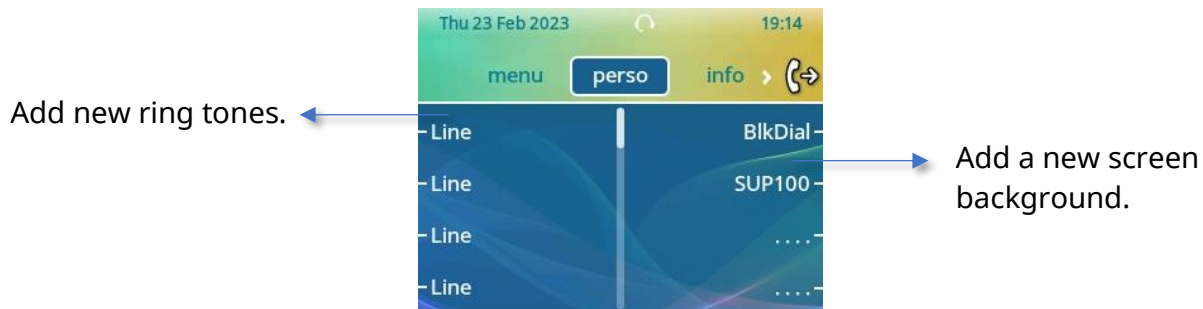 Thu 23 Feb 2023 19:14
menu perso info
Add new ring tones.
Line BlkDial
Line SUP100
Line ....
Line ....
Add a new screen
background.